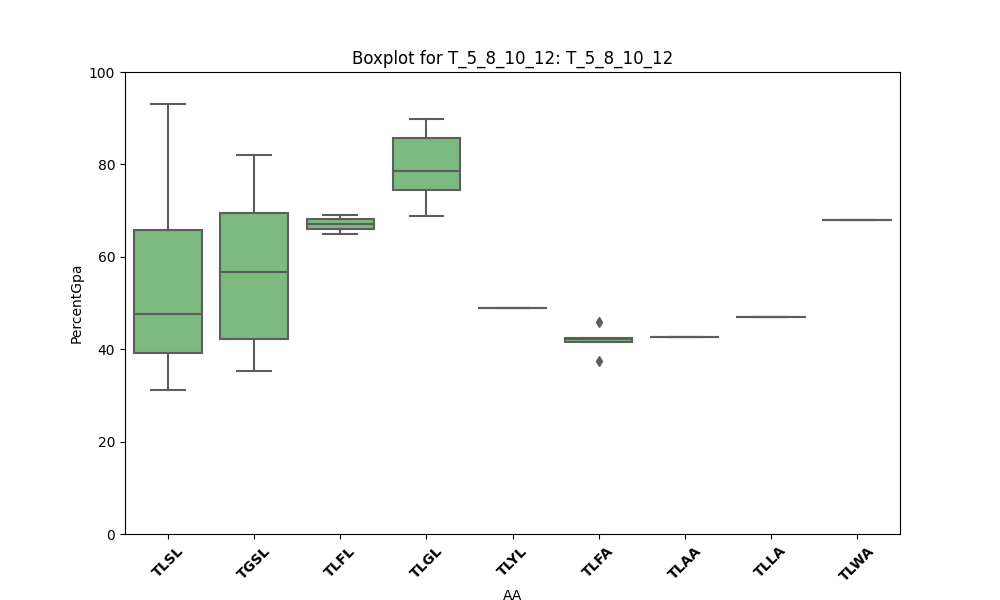 Boxplot for T_5_8_10_12: T_5_8_10_12
PercentGpa
100
80
60
40
20
0
TLSL TGSL TLFL TLGL TLYL TLFA TLAA TLLA TLWA
AA